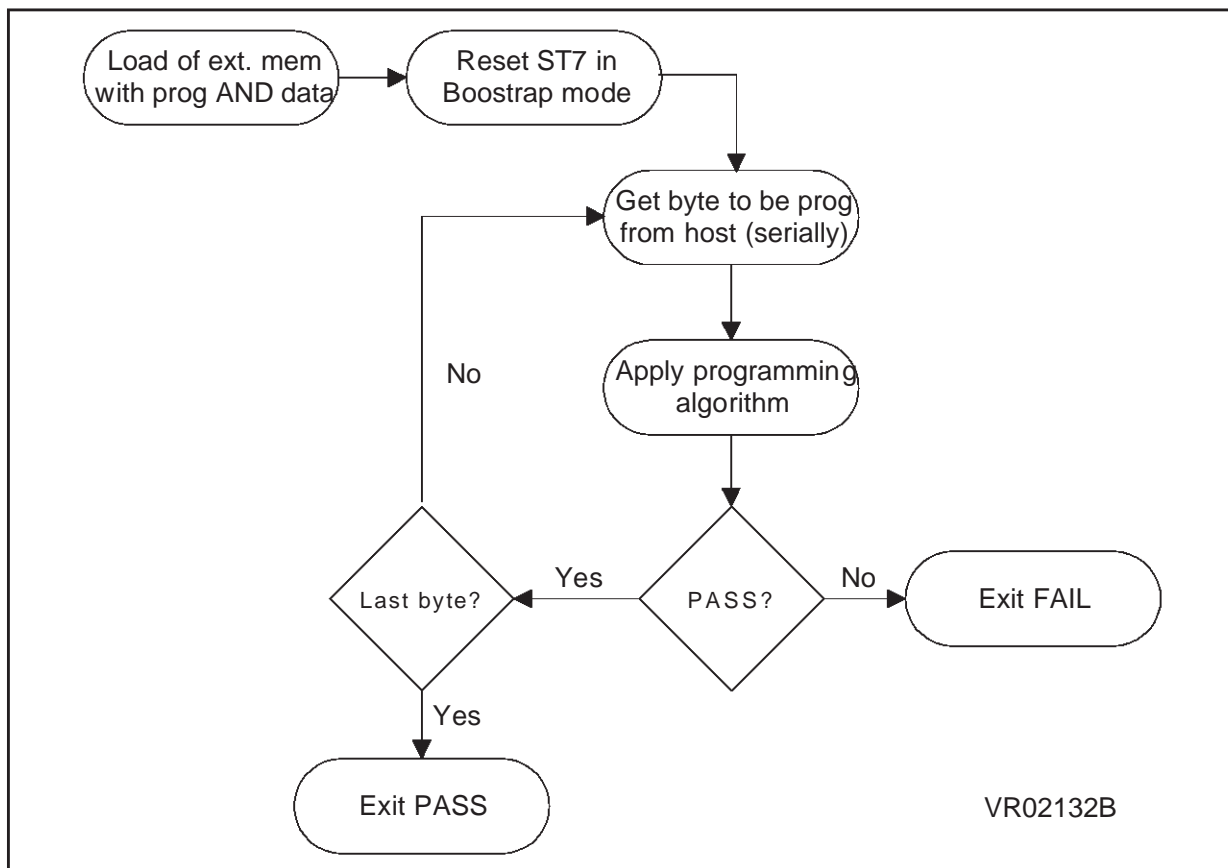 Load of ext. mem
with prog AND data
Reset ST7 in
Boostrap mode
Get byte to be prog
from host (serially)
Apply programming
algorithm
No
Last byte?
Yes
PASS?
No
Exit FAIL
Yes
Exit PASS
VR02132B